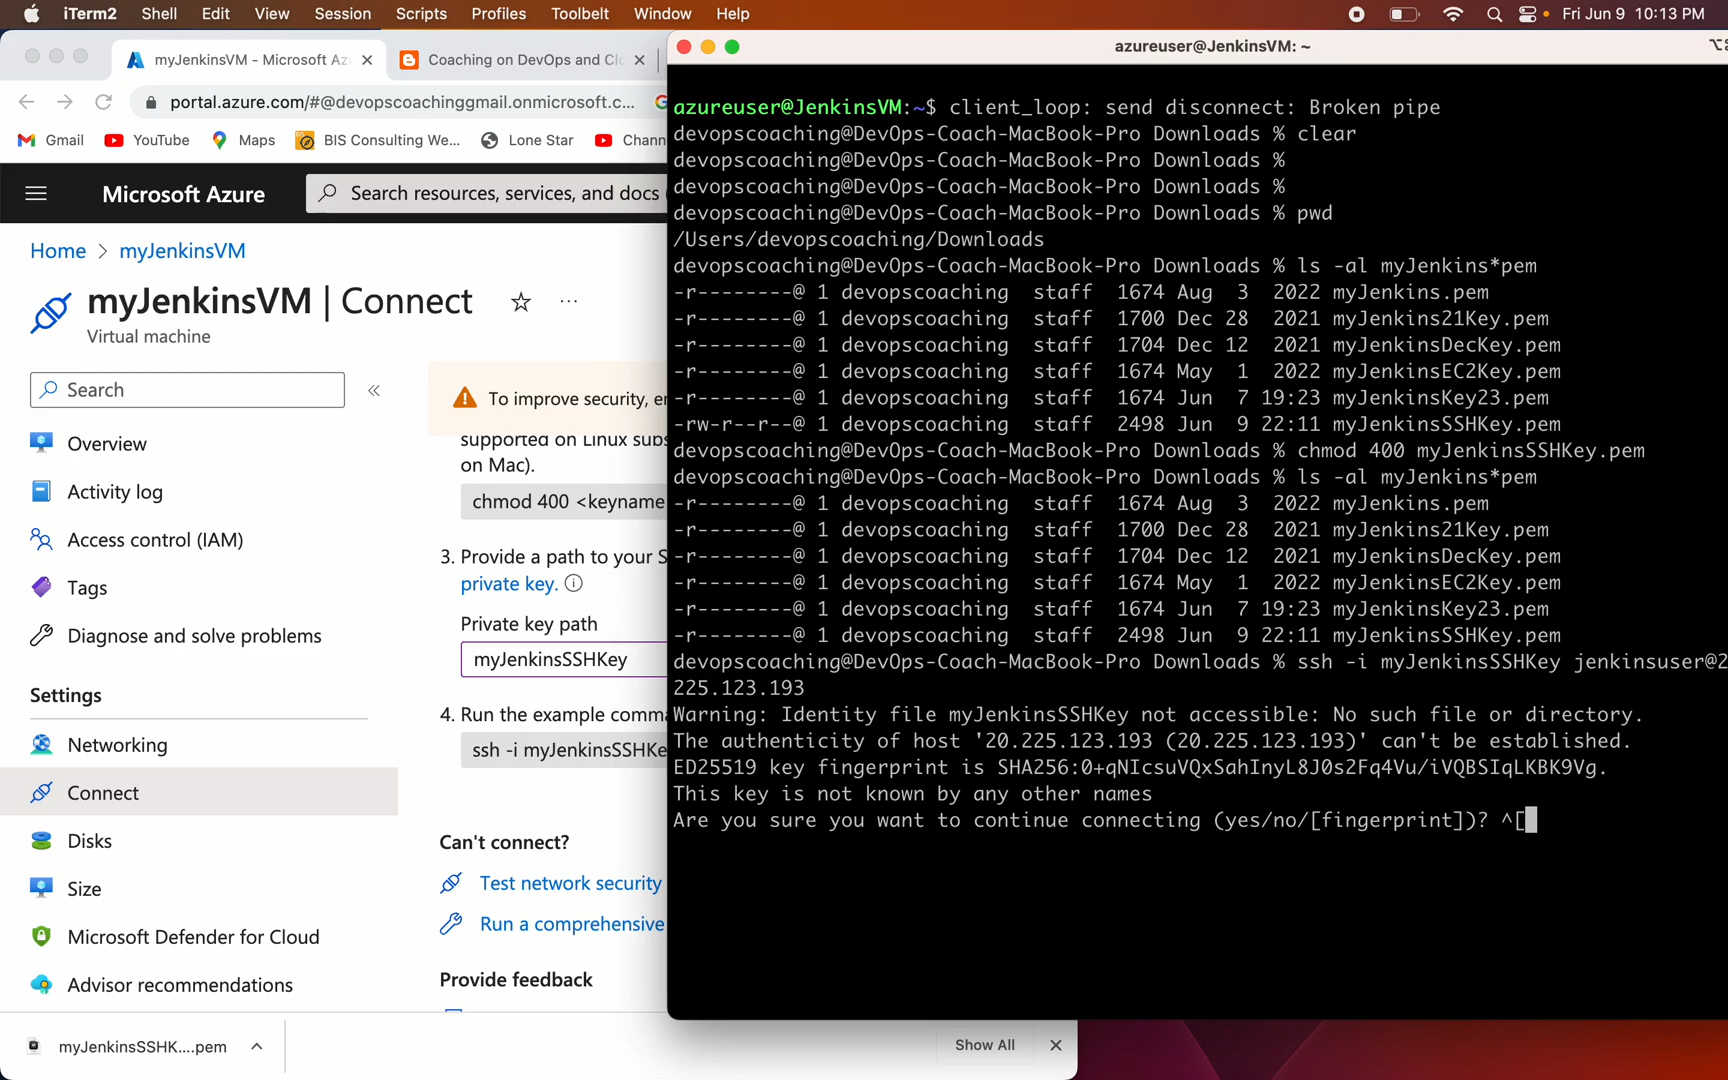 iTerm2 Shell Edit View Session Scripts Profiles Toolbelt Window Help Fri Jun 9 10:13 PM
myJenkinsVM - Microsoft Az
Coaching on DevOps and Cl
portal.azure.com/#@devopscoachinggmail.onmicrosoft.c...
Gmail YouTube Maps BIS Consulting We... Lone Star Chann
Microsoft Azure
Search resources, services, and docs
Home > myJenkinsVM
myJenkinsVM | Connect
Virtual machine
Search
Overview
Activity log
Access control (IAM)
Tags
Diagnose and solve problems
Settings
Networking
Connect
Disks
Size
Microsoft Defender for Cloud
Advisor recommendations
To improve security, en
supported on Linux subs
on Mac).
chmod 400 <keyname
3. Provide a path to your S
private key.
Private key path
myJenkinsSSHKey
4. Run the example comma
ssh -i myJenkinsSSHKe
Can't connect?
Test network security
Run a comprehensive
Provide feedback
myJenkinsSSHK....pem
Show All
azureuser@JenkinsVM: ~
azureuser@JenkinsVM:~$ client_loop: send disconnect: Broken pipe
devopscoaching@DevOps-Coach-MacBook-Pro Downloads % clear
devopscoaching@DevOps-Coach-MacBook-Pro Downloads %
devopscoaching@DevOps-Coach-MacBook-Pro Downloads %
devopscoaching@DevOps-Coach-MacBook-Pro Downloads % pwd
/Users/devopscoaching/Downloads
devopscoaching@DevOps-Coach-MacBook-Pro Downloads % ls -al myJenkins*pem
-r--------@ 1 devopscoaching  staff  1674 Aug  3  2022 myJenkins.pem
-r--------@ 1 devopscoaching  staff  1700 Dec 28  2021 myJenkins21Key.pem
-r--------@ 1 devopscoaching  staff  1704 Dec 12  2021 myJenkinsDecKey.pem
-r--------@ 1 devopscoaching  staff  1674 May  1  2022 myJenkinsEC2Key.pem
-r--------@ 1 devopscoaching  staff  1674 Jun  7 19:23 myJenkinsKey23.pem
-rw-r--r--@ 1 devopscoaching  staff  2498 Jun  9 22:11 myJenkinsSSHKey.pem
devopscoaching@DevOps-Coach-MacBook-Pro Downloads % chmod 400 myJenkinsSSHKey.pem
devopscoaching@DevOps-Coach-MacBook-Pro Downloads % ls -al myJenkins*pem
-r--------@ 1 devopscoaching  staff  1674 Aug  3  2022 myJenkins.pem
-r--------@ 1 devopscoaching  staff  1700 Dec 28  2021 myJenkins21Key.pem
-r--------@ 1 devopscoaching  staff  1704 Dec 12  2021 myJenkinsDecKey.pem
-r--------@ 1 devopscoaching  staff  1674 May  1  2022 myJenkinsEC2Key.pem
-r--------@ 1 devopscoaching  staff  1674 Jun  7 19:23 myJenkinsKey23.pem
-r--------@ 1 devopscoaching  staff  2498 Jun  9 22:11 myJenkinsSSHKey.pem
devopscoaching@DevOps-Coach-MacBook-Pro Downloads % ssh -i myJenkinsSSHKey jenkinsuser@2
225.123.193
Warning: Identity file myJenkinsSSHKey not accessible: No such file or directory.
The authenticity of host '20.225.123.193 (20.225.123.193)' can't be established.
ED25519 key fingerprint is SHA256:0+qNIcsuVQxSahInyL8J0s2Fq4Vu/iVQBSIqLKBK9Vg.
This key is not known by any other names
Are you sure you want to continue connecting (yes/no/[fingerprint])? ^[